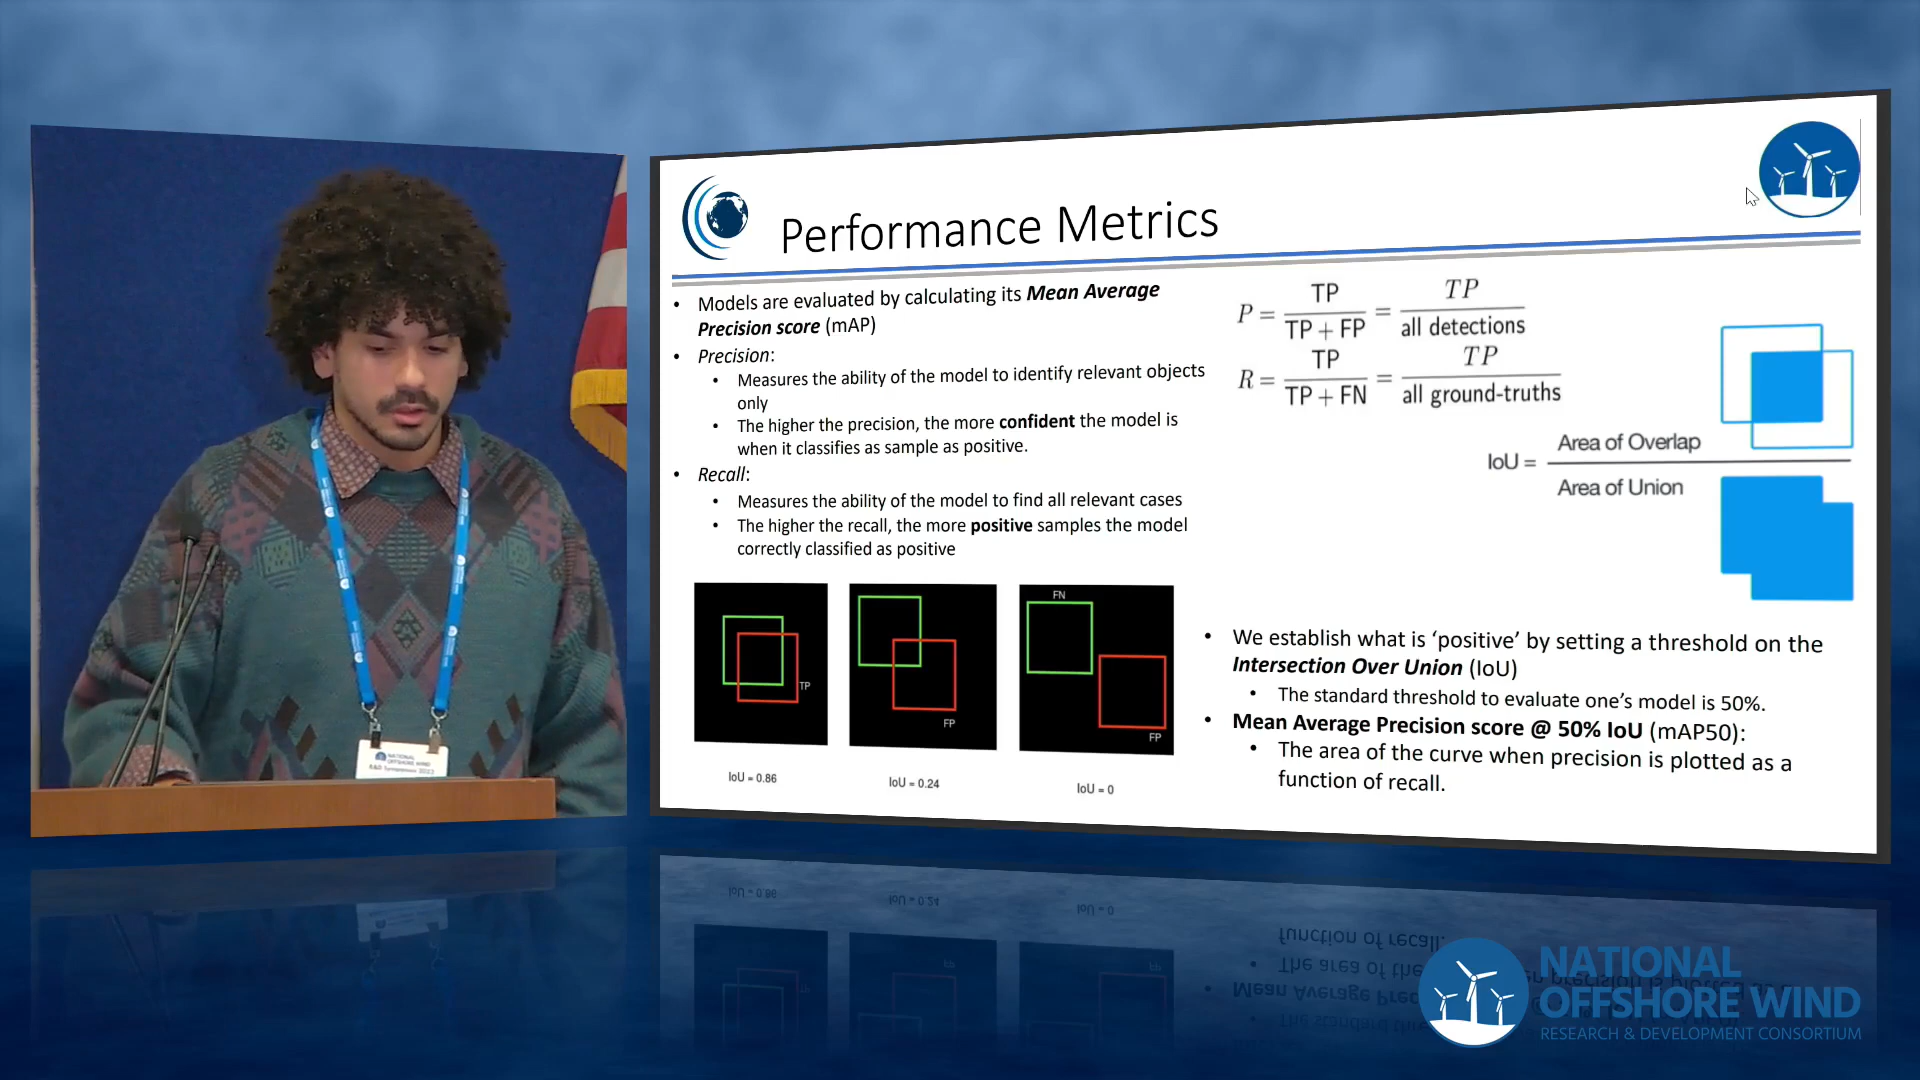 Performance Metrics
• Models are evaluated by calculating its Mean Average
Precision score (mAP)
• Precision:
• Measures the ability of the model to identify relevant objects
only
• The higher the precision, the more confident the model is
when it classifies as sample as positive.
• Recall:
• Measures the ability of the model to find all relevant cases
• The higher the recall, the more positive samples the model
correctly classified as positive
TP
FP
FN
FP
IoU = 0.86
IoU = 0.24
IoU = 0
P = TP / TP + FP = TP / all detections
R = TP / TP + FN = TP / all ground-truths
IoU = Area of Overlap / Area of Union
• We establish what is ‘positive’ by setting a threshold on the
Intersection Over Union (IoU)
• The standard threshold to evaluate one’s model is 50%.
• Mean Average Precision score @ 50% IoU (mAP50):
• The area of the curve when precision is plotted as a
function of recall.
NATIONAL
OFFSHORE WIND
NATIONAL
OFFSHORE WIND
RESEARCH & DEVELOPMENT CONSORTIUM